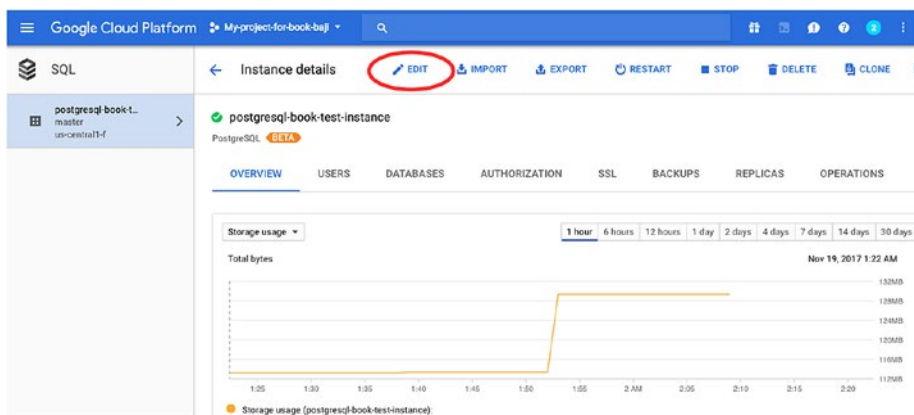 Google Cloud Platform My-project-for-book-baji 2
SQL Instance details EDIT IMPORT EXPORT RESTART STOP DELETE CLONE
postgresql-book-t...
master
us-central1-f
postgresql-book-test-instance
PostgreSQL BETA
OVERVIEW USERS DATABASES AUTHORIZATION SSL BACKUPS REPLICAS OPERATIONS
Storage usage 1 hour 6 hours 12 hours 1 day 2 days 4 days 7 days 14 days 30 days
Total bytes Nov 19, 2017 1:22 AM
132MB
128MB
124MB
120MB
116MB
112MB
1:25 1:30 1:35 1:40 1:45 1:50 1:55 2 AM 2:05 2:10 2:15 2:20
Storage usage (postgresql-book-test-instance):